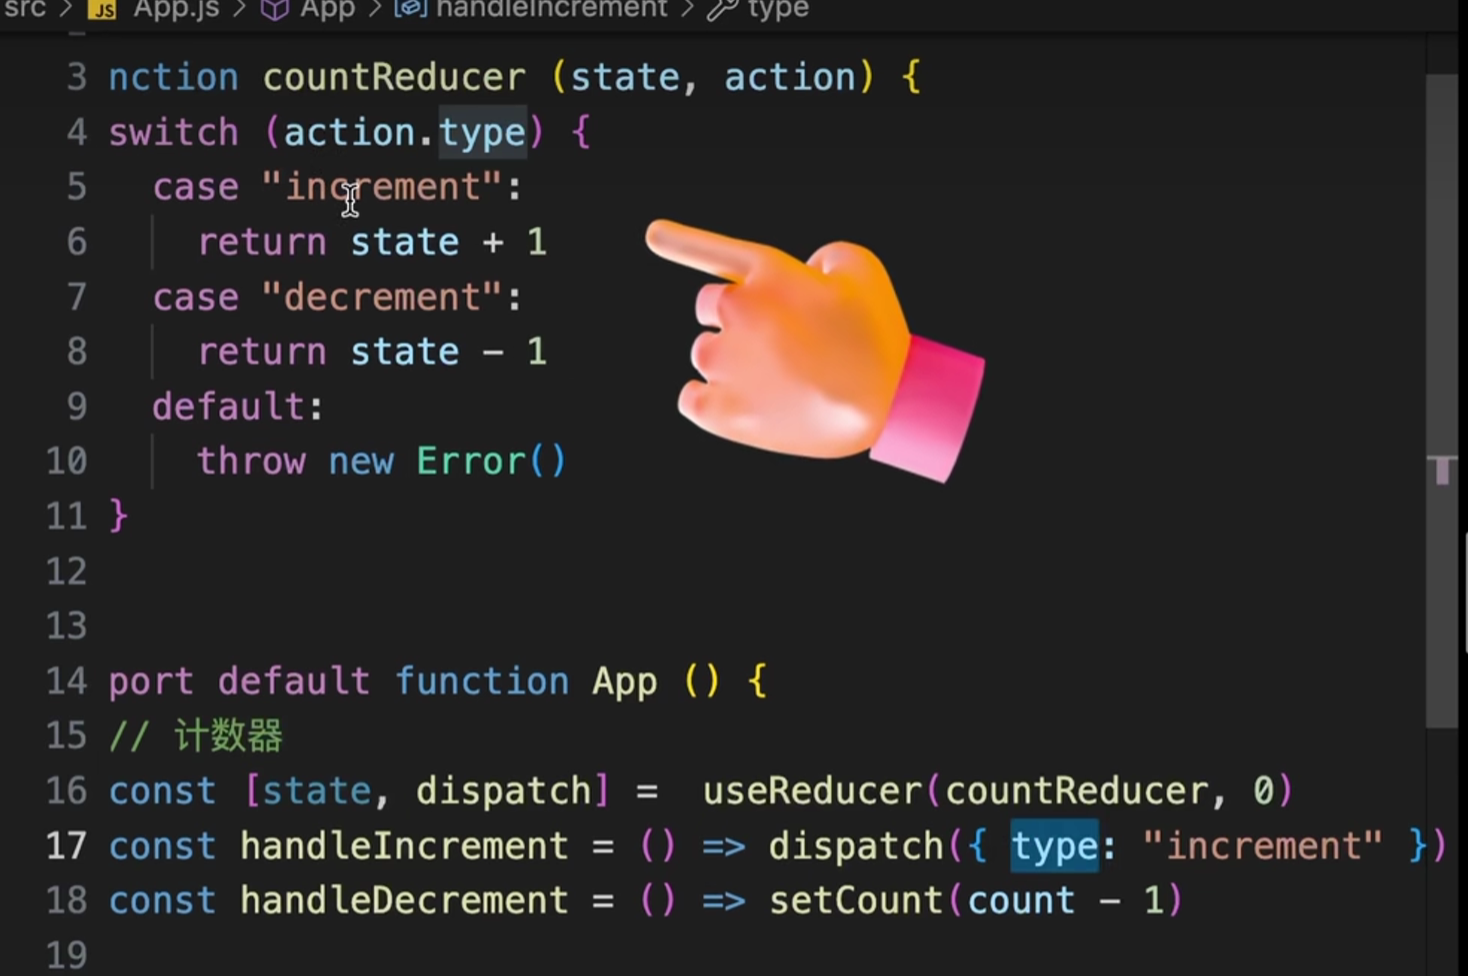 src > JS App.js > App > handleIncrement > type
3 nction countReducer (state, action) {
4 switch (action.type) {
5 case "increment":
6 return state + 1
7 case "decrement":
8 return state - 1
9 default:
10 throw new Error()
11 }
12
13
14 port default function App () {
15 // 计数器
16 const [state, dispatch] = useReducer(countReducer, 0)
17 const handleIncrement = () => dispatch({ type: "increment" })
18 const handleDecrement = () => setCount(count - 1)
19